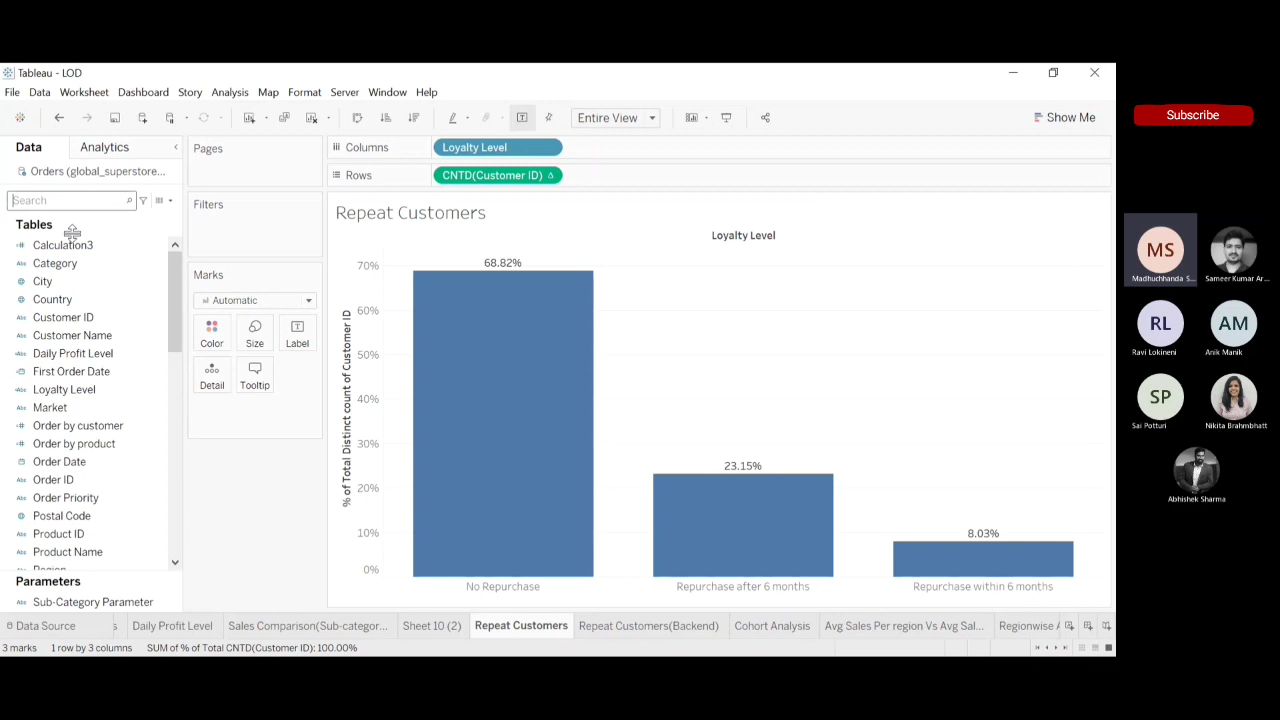 Tableau - LOD
File Data Worksheet Dashboard Story Analysis Map Format Server Window Help
Entire View
Show Me
Subscribe
Data Analytics
Orders (global_superstore...
Search
Tables
Calculation3
Category
City
Country
Customer ID
Customer Name
Daily Profit Level
First Order Date
Loyalty Level
Market
Order by customer
Order by product
Order Date
Order ID
Order Priority
Postal Code
Product ID
Product Name
Region
Parameters
Sub-Category Parameter
Pages
Filters
Marks
Automatic
Color Size Label
Detail Tooltip
Columns Loyalty Level
Rows CNTD(Customer ID) Δ
Repeat Customers
Loyalty Level
% of Total Distinct count of Customer ID
70%
60%
50%
40%
30%
20%
10%
0%
68.82%
23.15%
8.03%
No Repurchase Repurchase after 6 months Repurchase within 6 months
Data Source s Daily Profit Level Sales Comparison(Sub-categor... Sheet 10 (2) Repeat Customers Repeat Customers(Backend) Cohort Analysis Avg Sales Per region Vs Avg Sal... Regionwise A
3 marks 1 row by 3 columns SUM of % of Total CNTD(Customer ID): 100.00%
MS
Madhuchhanda S... Sameer Kumar Ar...
RL AM
Ravi Lokineni Anik Manik
SP
Sai Potturi Nikita Brahmbhatt
Abhishek Sharma